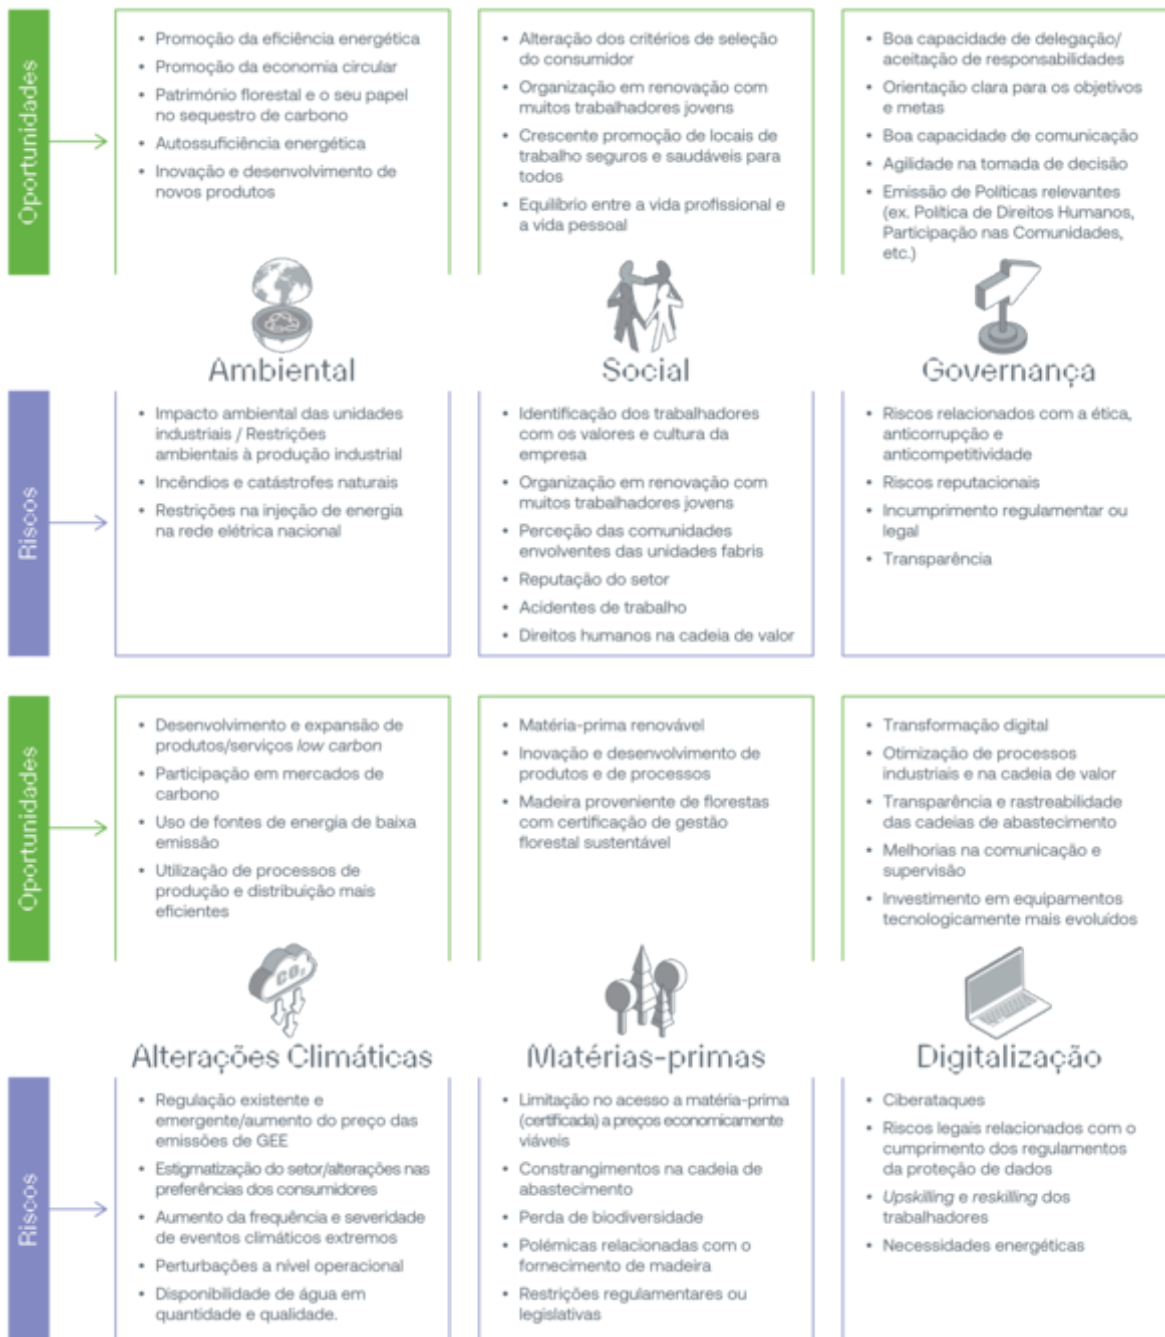 Oportunidades
• Promoção da eficiência energética
• Promoção da economia circular
• Património florestal e o seu papel
no sequestro de carbono
• Autossuficiência energética
• Inovação e desenvolvimento de
novos produtos
• Alteração dos critérios de seleção
do consumidor
• Organização em renovação com
muitos trabalhadores jovens
• Crescente promoção de locais de
trabalho seguros e saudáveis para
todos
• Equilíbrio entre a vida profissional e
a vida pessoal
• Boa capacidade de delegação/
aceitação de responsabilidades
• Orientação clara para os objetivos
e metas
• Boa capacidade de comunicação
• Agilidade na tomada de decisão
• Emissão de Políticas relevantes
(ex. Política de Direitos Humanos,
Participação nas Comunidades,
etc.)
Ambiental
Social
Governança
Riscos
• Impacto ambiental das unidades
industriais / Restrições
ambientais à produção industrial
• Incêndios e catástrofes naturais
• Restrições na injeção de energia
na rede elétrica nacional
• Identificação dos trabalhadores
com os valores e cultura da
empresa
• Organização em renovação com
muitos trabalhadores jovens
• Perceção das comunidades
envolventes das unidades fabris
• Reputação do setor
• Acidentes de trabalho
• Direitos humanos na cadeia de valor
• Riscos relacionados com a ética,
anticorrupção e
anticompetitividade
• Riscos reputacionais
• Incumprimento regulamentar ou
legal
• Transparência
Oportunidades
• Desenvolvimento e expansão de
produtos/serviços low carbon
• Participação em mercados de
carbono
• Uso de fontes de energia de baixa
emissão
• Utilização de processos de
produção e distribuição mais
eficientes
• Matéria-prima renovável
• Inovação e desenvolvimento de
produtos e de processos
• Madeira proveniente de florestas
com certificação de gestão
florestal sustentável
• Transformação digital
• Otimização de processos
industriais e na cadeia de valor
• Transparência e rastreabilidade
das cadeias de abastecimento
• Melhorias na comunicação e
supervisão
• Investimento em equipamentos
tecnologicamente mais evoluídos
CO₂
Alterações Climáticas
Matérias-primas
Digitalização
Riscos
• Regulação existente e
emergente/aumento do preço das
emissões de GEE
• Estigmatização do setor/alterações nas
preferências dos consumidores
• Aumento da frequência e severidade
de eventos climáticos extremos
• Perturbações a nível operacional
• Disponibilidade de água em
quantidade e qualidade.
• Limitação no acesso a matéria-prima
(certificada) a preços economicamente
viáveis
• Constrangimentos na cadeia de
abastecimento
• Perda de biodiversidade
• Polémicas relacionadas com o
fornecimento de madeira
• Restrições regulamentares ou
legislativas
• Ciberataques
• Riscos legais relacionados com o
cumprimento dos regulamentos
da proteção de dados
• Upskilling e reskilling dos
trabalhadores
• Necessidades energéticas